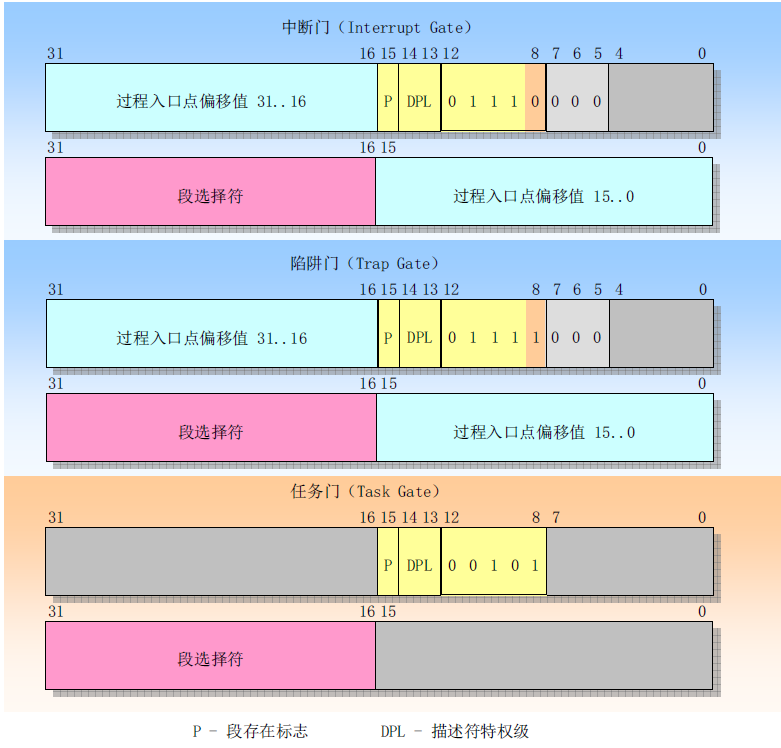 中断门（Interrupt Gate）
31 16 15 14 13 12 8 7 6 5 4 0
过程入口点偏移值 31..16 P DPL 0 1 1 1 0 0 0 0
31 16 15 0
段选择符 过程入口点偏移值 15..0
陷阱门（Trap Gate）
31 16 15 14 13 12 8 7 6 5 4 0
过程入口点偏移值 31..16 P DPL 0 1 1 1 1 0 0 0
31 16 15 0
段选择符 过程入口点偏移值 15..0
任务门（Task Gate）
31 16 15 14 13 12 8 7 0
P DPL 0 0 1 0 1
31 16 15 0
段选择符
P - 段存在标志 DPL - 描述符特权级